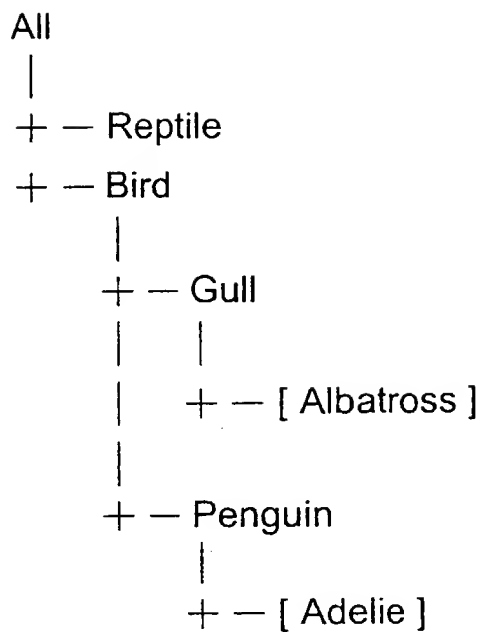 All
|
+ — Reptile
+ — Bird
|
+ — Gull
| |
| + — [ Albatross ]
|
+ — Penguin
|
+ — [ Adelie ]